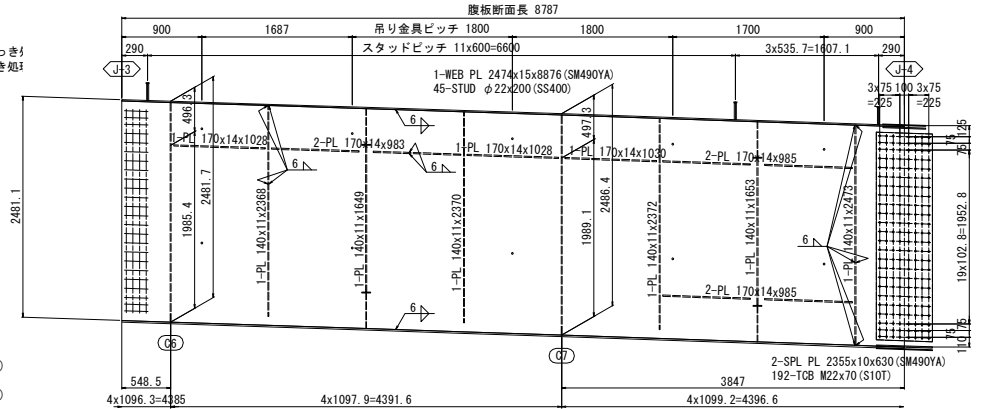 腹板断面長 8787
900
1687
吊り金具ピッチ 1800
1800
1700
900
290
スタッドピッチ 11x600=6600
3x535.7=1607.1
290
J-3
J-4
1-WEB PL 2474x15x8876(SM490YA)
45-STUD φ22x200(SS400)
3x75
100
3x75
=225
=225
496.3
497.3
6
1-PL 170x14x1028
2-PL 170x14x983
1-PL 170x14x1028
1-PL 170x14x1030
2-PL 170x14x985
6
6
75
125
75
2481.1
1985.4
2481.7
1-PL 140x11x2368
1-PL 140x11x1649
1-PL 140x11x2370
1989.1
2486.4
1-PL 140x11x2372
1-PL 140x11x1653
1-PL 140x11x2473
6
19x102.8=1952.8
2-PL 170x14x985
6
75
110
C6
C7
2-SPL PL 2355x10x630(SM490YA)
192-TCB M22x70(S10T)
548.5
3847
4x1096.3=4385
4x1097.9=4391.6
4x1099.2=4396.6